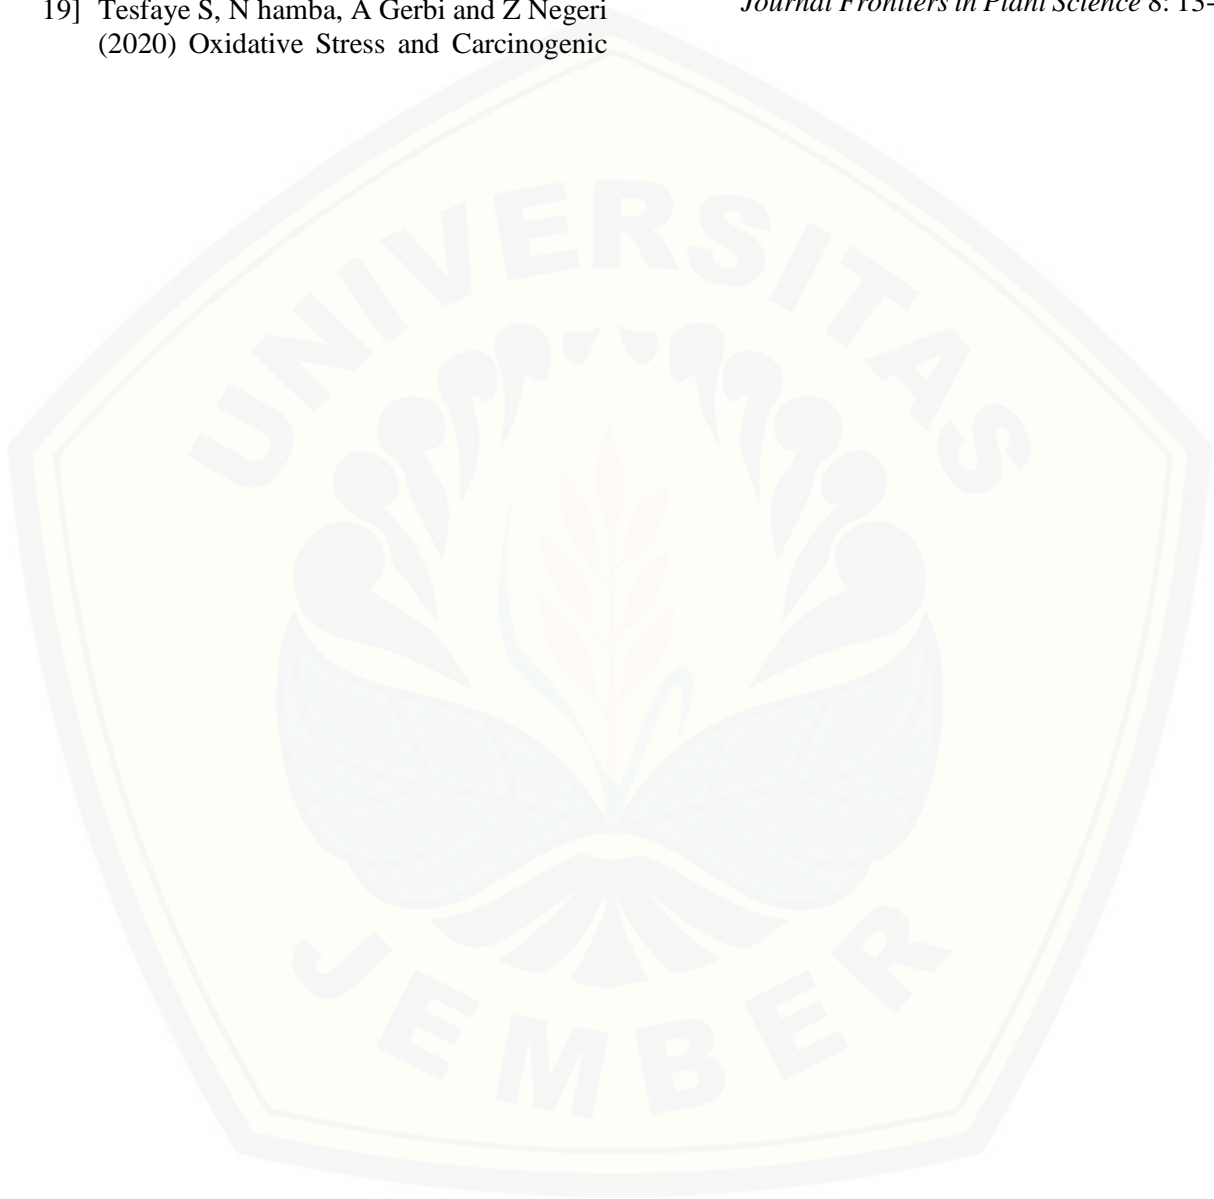 19] Tesfaye S, N hamba, A Gerbi and Z Negeri
(2020) Oxidative Stress and Carcinogenic
Journal Frontiers in Plant Science 8: 13-
UNIVERSITAS
JEMBER